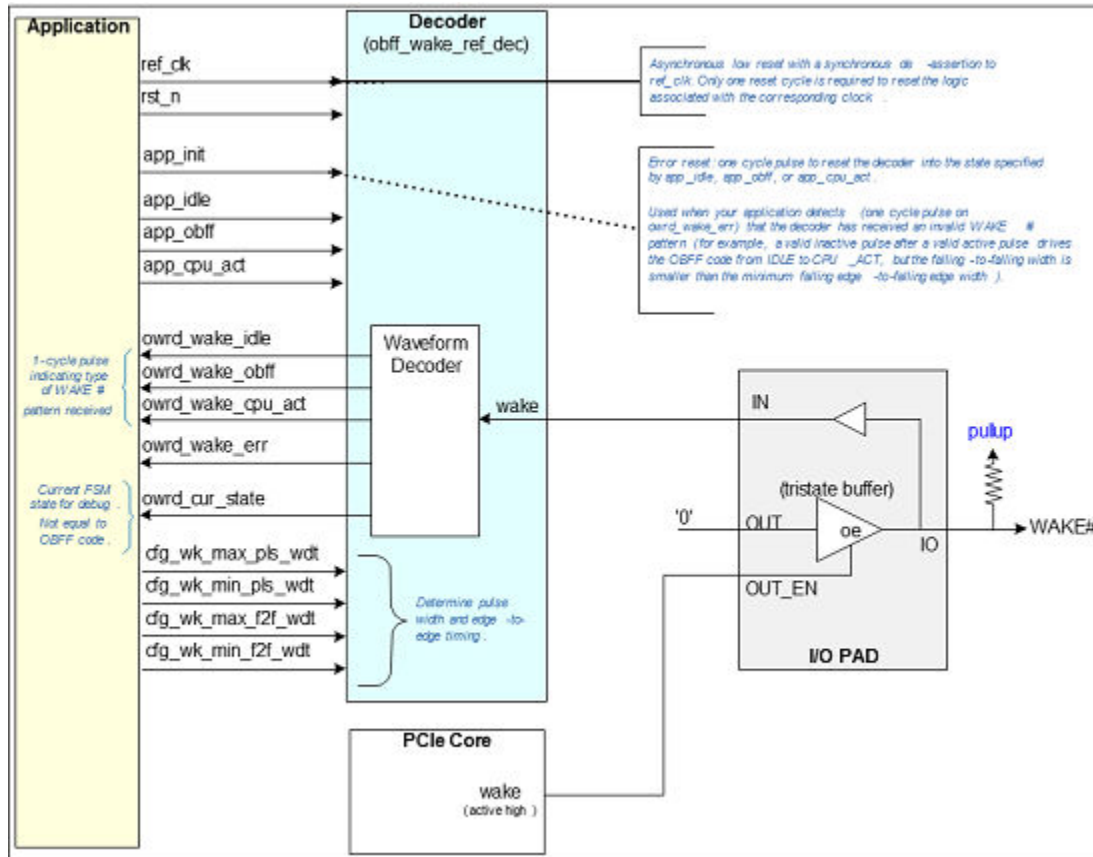 Application
Decoder
(obff_wake_ref_dec)
ref_clk
rst_n
Asynchronous low reset with a synchronous de -assertion to
ref_clk. Only one reset cycle is required to reset the logic
associated with the corresponding clock .
app_init
app_idle
app_obff
app_cpu_act
Error reset: one cycle pulse to reset the decoder into the state specified
by app_idle, app_obff, or app_cpu_act .
Used when your application detects (one cycle pulse on
owrd_wake_err) that the decoder has received an invalid WAKE #
pattern (for example, a valid inactive pulse after a valid active pulse drives
the OBFF code from IDLE to CPU _ACT, but the falling -to-falling width is
smaller than the minimum falling edge -to-falling edge width ).
1-cycle pulse
indicating type
of WAKE #
pattern received
owrd_wake_idle
owrd_wake_obff
owrd_wake_cpu_act
owrd_wake_err
Waveform
Decoder
wake
Current FSM
state for debug .
Not equal to
OBFF code .
owrd_cur_state
cfg_wk_max_pls_wdt
cfg_wk_min_pls_wdt
cfg_wk_max_f2f_wdt
cfg_wk_min_f2f_wdt
Determine pulse
width and edge -to-
edge timing .
IN
pullup
(tristate buffer)
'0'
OUT
oe
IO
WAKE#
OUT_EN
I/O PAD
PCIe Core
wake
(active high )